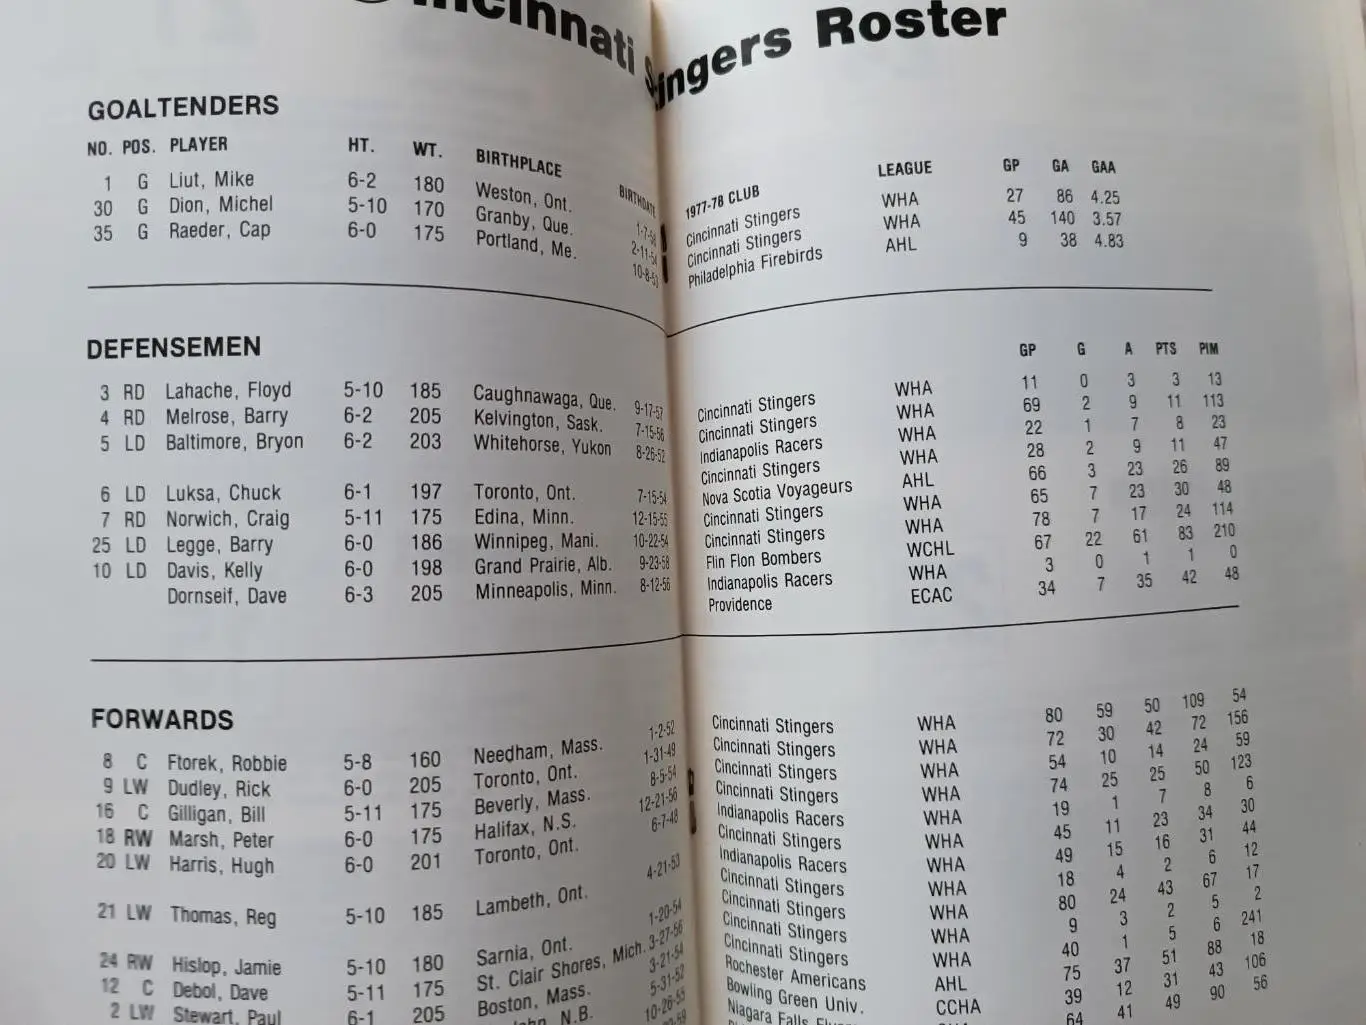 Cincinnati Stingers Roster
GOALTENDERS
NO. POS. PLAYER HT. WT. BIRTHPLACE BIRTHDATE 1977-78 CLUB LEAGUE GP GA GAA
1 G Liut, Mike 6-2 180 Weston, Ont. 1-7-56 Cincinnati Stingers WHA 27 86 4.25
30 G Dion, Michel 5-10 170 Granby, Que. 2-11-54 Cincinnati Stingers WHA 45 140 3.57
35 G Raeder, Cap 6-0 175 Portland, Me. 10-8-53 Philadelphia Firebirds AHL 9 38 4.83
DEFENSEMEN GP G A PTS PIM
3 RD Lahache, Floyd 5-10 185 Caughnawaga, Que. 9-17-57 Cincinnati Stingers WHA 11 0 3 3 13
4 RD Melrose, Barry 6-2 205 Kelvington, Sask. 7-15-56 Cincinnati Stingers WHA 69 2 9 11 113
5 LD Baltimore, Bryon 6-2 203 Whitehorse, Yukon 8-26-52 Indianapolis Racers WHA 22 1 7 8 23
Cincinnati Stingers WHA 28 2 9 11 47
6 LD Luksa, Chuck 6-1 197 Toronto, Ont. 7-15-54 Nova Scotia Voyageurs AHL 66 3 23 26 89
7 RD Norwich, Craig 5-11 175 Edina, Minn. 12-15-55 Cincinnati Stingers WHA 65 7 23 30 48
25 LD Legge, Barry 6-0 186 Winnipeg, Mani. 10-22-54 Cincinnati Stingers WHA 78 7 17 24 114
10 LD Davis, Kelly 6-0 198 Grand Prairie, Alb. 9-23-58 Flin Flon Bombers WCHL 67 22 61 83 210
Indianapolis Racers WHA 3 0 1 1 0
Dornseif, Dave 6-3 205 Minneapolis, Minn. 8-12-56 Providence ECAC 34 7 35 42 48
FORWARDS
8 C Ftorek, Robbie 5-8 160 Needham, Mass. 1-2-52 Cincinnati Stingers WHA 80 59 50 109 54
9 LW Dudley, Rick 6-0 205 Toronto, Ont. 1-31-49 Cincinnati Stingers WHA 72 30 42 72 156
16 C Gilligan, Bill 5-11 175 Beverly, Mass. 8-5-54 Cincinnati Stingers WHA 54 10 14 24 59
18 RW Marsh, Peter 6-0 175 Halifax, N.S. 12-21-56 Cincinnati Stingers WHA 74 25 25 50 123
20 LW Harris, Hugh 6-0 201 Toronto, Ont. 6-7-48 Indianapolis Racers WHA 19 1 7 8 6
Cincinnati Stingers WHA 45 11 23 34 30
21 LW Thomas, Reg 5-10 185 Lambeth, Ont. 4-21-53 Indianapolis Racers WHA 49 15 16 31 44
Cincinnati Stingers WHA 18 4 2 6 12
24 RW Hislop, Jamie 5-10 180 Sarnia, Ont. 1-20-54 Cincinnati Stingers WHA 80 24 43 67 17
12 C Debol, Dave 5-11 175 St. Clair Shores, Mich. 3-27-56 Cincinnati Stingers WHA 9 3 2 5 2
2 LW Stewart, Paul 6-1 205 Boston, Mass. 3-21-54 Cincinnati Stingers WHA 40 1 5 6 241
N.B. 5-31-52 Rochester Americans AHL 75 37 51 88 18
10-26-55 Bowling Green Univ. CCHA 39 12 31 43 106
Niagara Falls 64 41 49 90 56